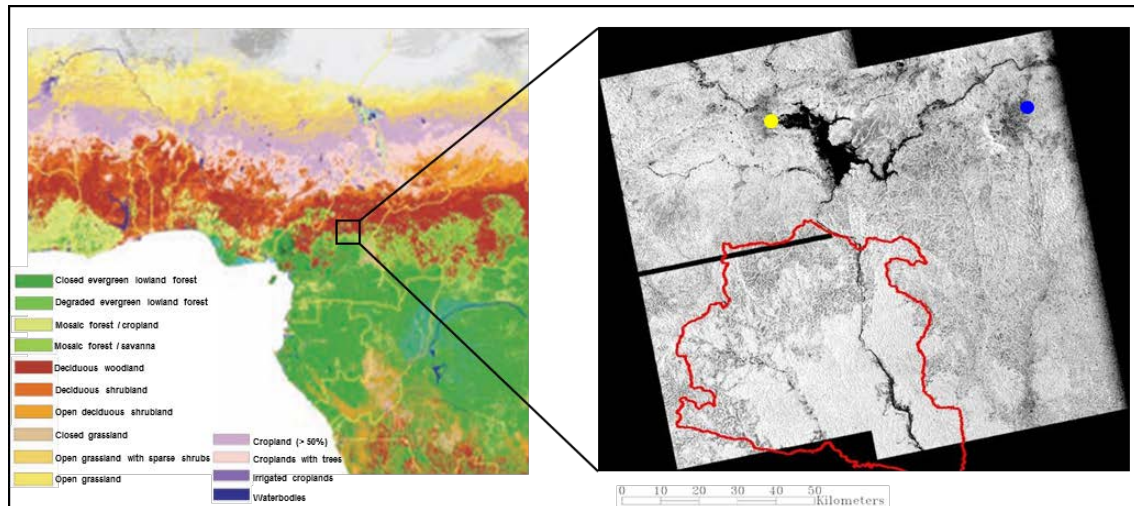 Closed evergreen lowland forest
Degraded evergreen lowland forest
Mosaic forest / cropland
Mosaic forest / savanna
Deciduous woodland
Deciduous shrubland
Open deciduous shrubland
Closed grassland
Open grassland with sparse shrubs
Open grassland
Cropland (> 50%)
Croplands with trees
Irrigated croplands
Waterbodies
0 10 20 30 40 50
Kilometers